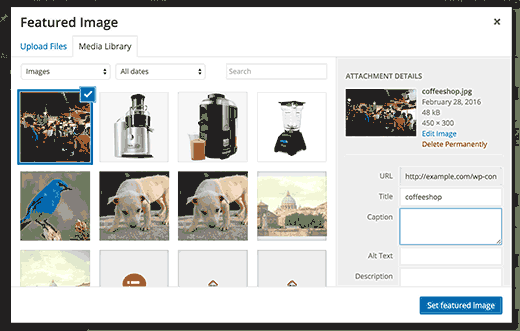 Featured Image
×
Upload Files
Media Library
Images
All dates
Search
ATTACHMENT DETAILS
coffeeshop.jpg
February 28, 2016
48 kB
450 × 300
Edit Image
Delete Permanently
URL
http://example.com/wp-con
Title
coffeeshop
Caption
Alt Text
Description
Set featured image